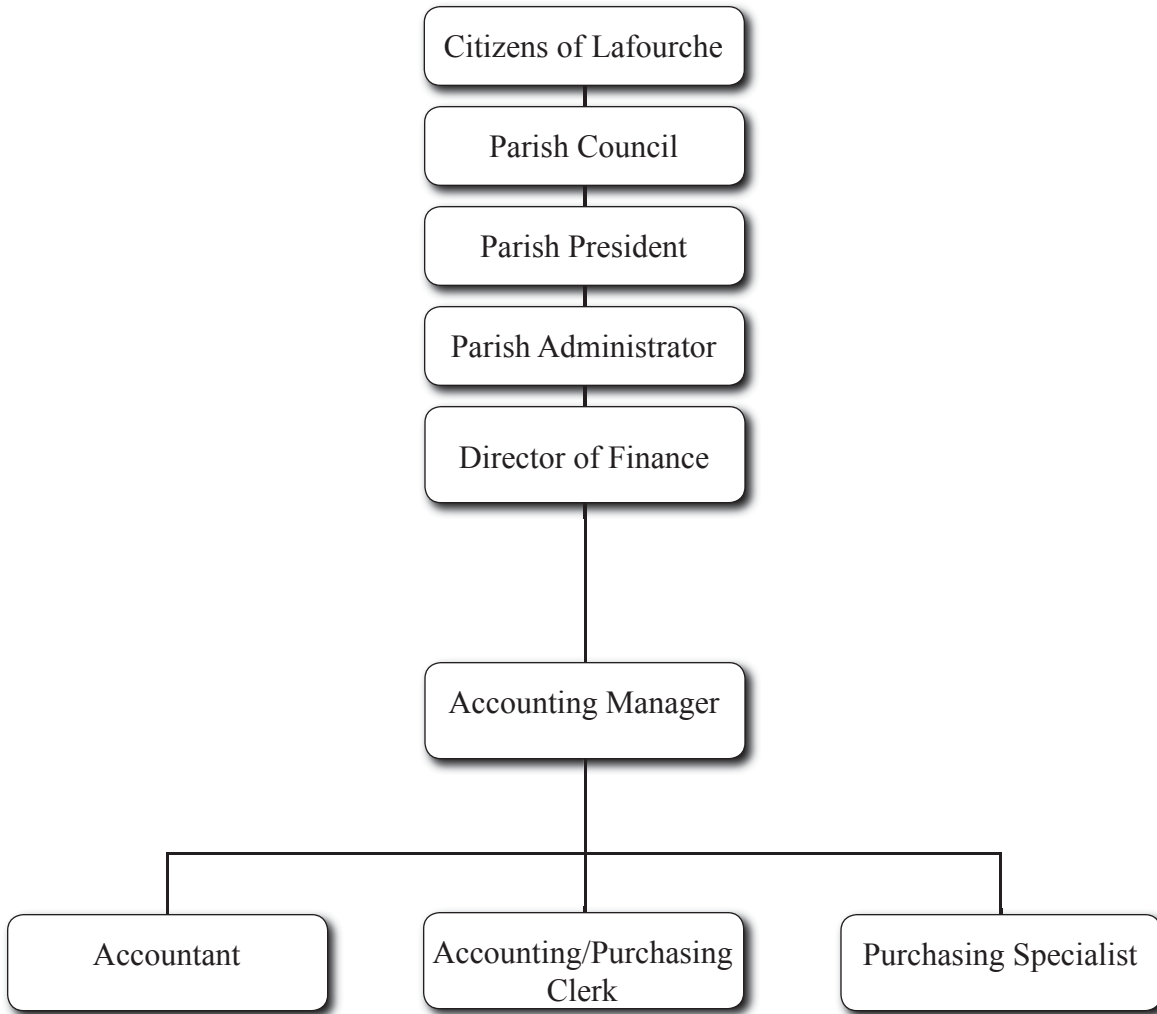 Citizens of Lafourche
Parish Council
Parish President
Parish Administrator
Director of Finance
Accounting Manager
Accountant
Accounting/Purchasing
Clerk
Purchasing Specialist